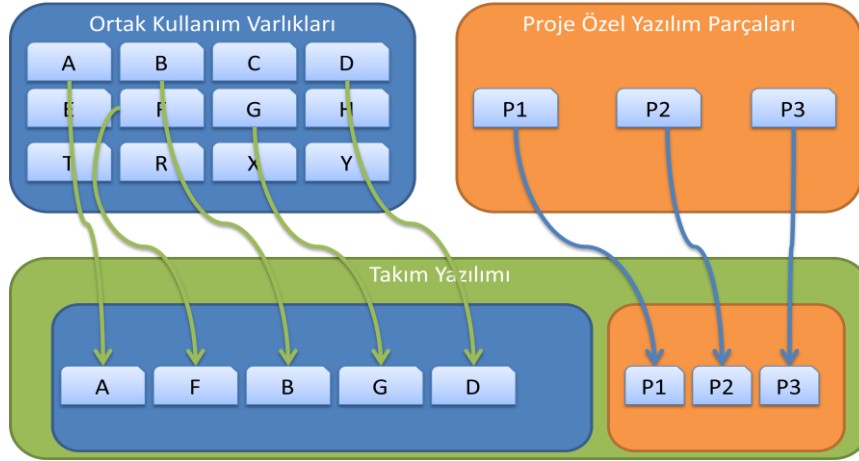 Ortak Kullanım Varlıkları
A B C D
E F G H
T R X Y
Proje Özel Yazılım Parçaları
P1 P2 P3
Takım Yazılımı
A F B G D
P1 P2 P3